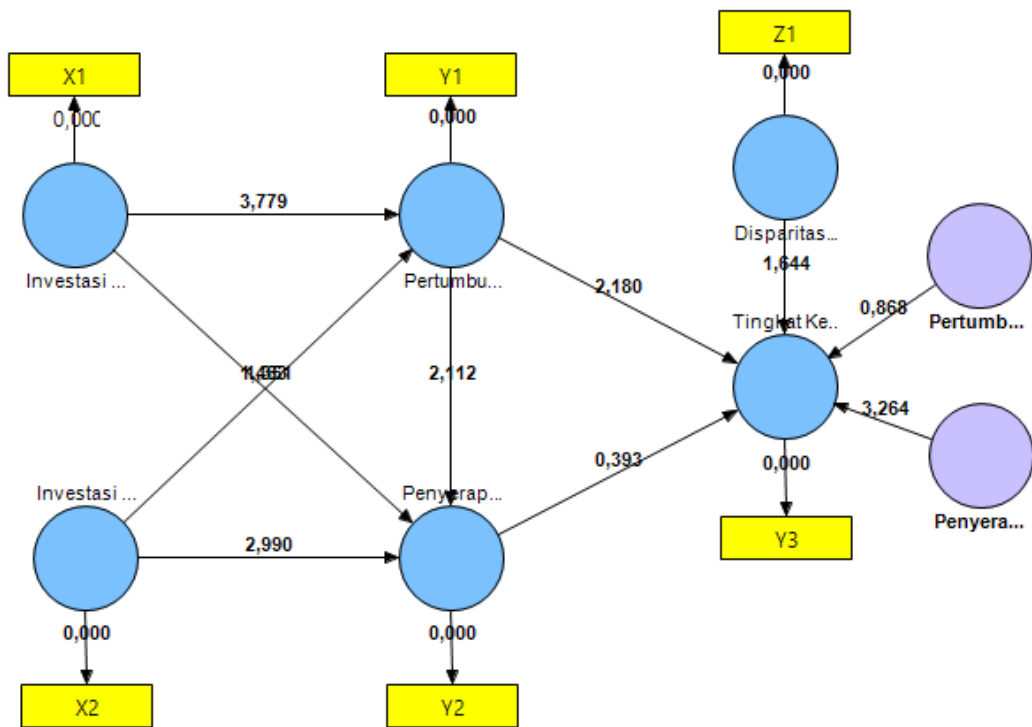 Z1
X1
Y1
0,000
0,000
0,000
3,779
Investasi ...
Pertumbu...
Disparitas...
1,644
2,180
Tingkat Ke..
0,868
Pertumb...
2,112
3,264
0,393
0,000
Investasi ...
Penyerap...
Penyera...
2,990
Y3
0,000
0,000
X2
Y2